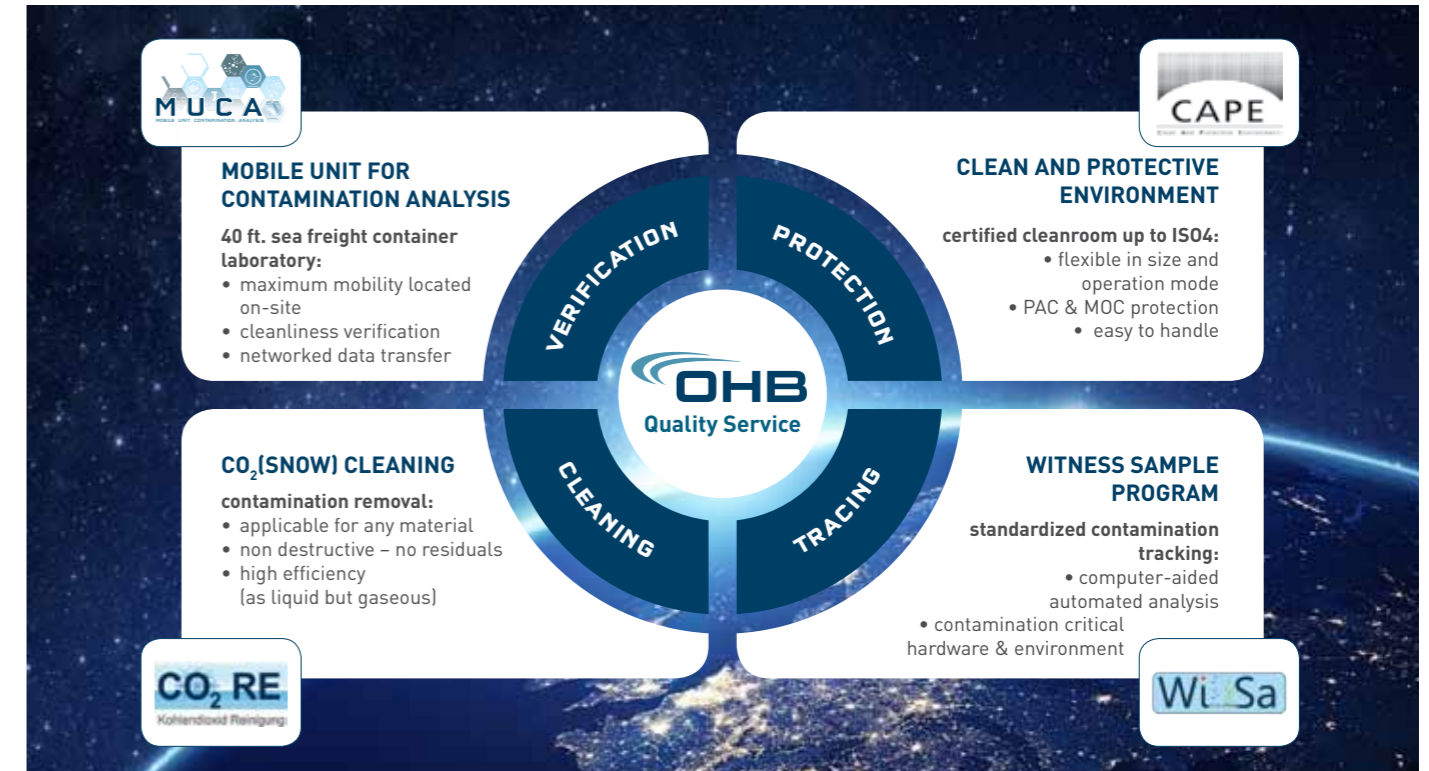 MUCA
MOBILE UNIT CONTAMINATION ANALYSIS
MOBILE UNIT FOR
CONTAMINATION ANALYSIS
40 ft. sea freight container
laboratory:
• maximum mobility located
on-site
• cleanliness verification
• networked data transfer
CAPE
Clean And Protective Environment
CLEAN AND PROTECTIVE
ENVIRONMENT
certified cleanroom up to ISO4:
• flexible in size and
operation mode
• PAC & MOC protection
• easy to handle
VERIFICATION
PROTECTION
OHB
Quality Service
CLEANING
TRACING
CO₂(SNOW) CLEANING
contamination removal:
• applicable for any material
• non destructive – no residuals
• high efficiency
(as liquid but gaseous)
CO₂ RE
Kohlendioxid Reinigung
WITNESS SAMPLE
PROGRAM
standardized contamination
tracking:
• computer-aided
automated analysis
• contamination critical
hardware & environment
Wi Sa